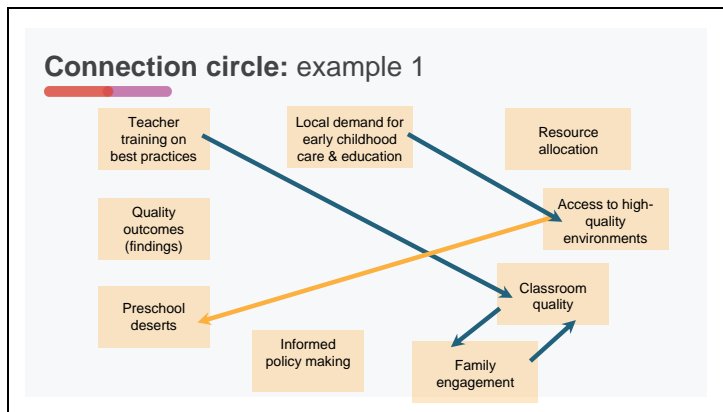 Connection circle: example 1
Teacher
training on
best practices
Local demand for
early childhood
care & education
Resource
allocation
Quality
outcomes
(findings)
Access to high-
quality
environments
Preschool
deserts
Classroom
quality
Informed
policy making
Family
engagement